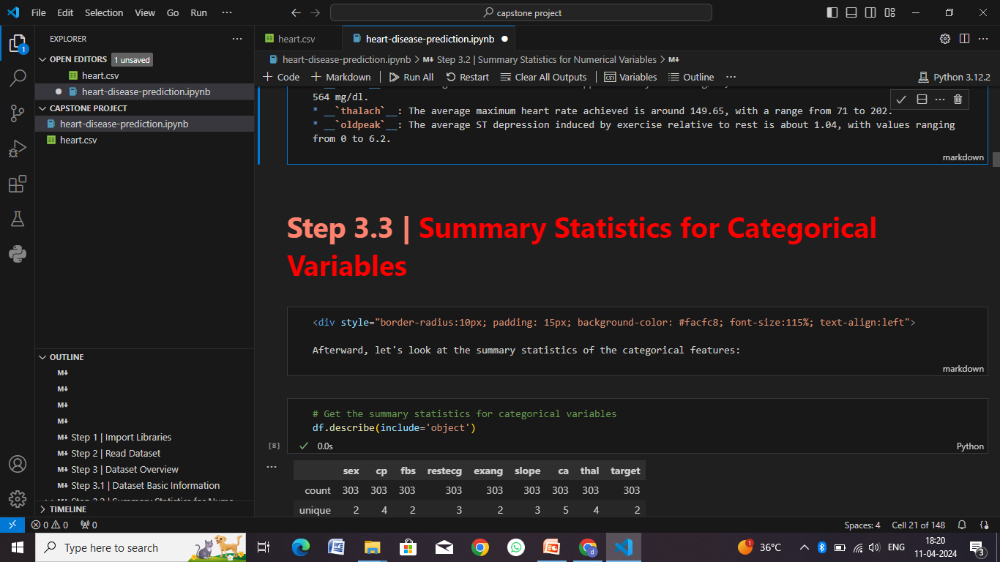 File Edit Selection View Go Run ···
capstone project
EXPLORER ···
OPEN EDITORS 1 unsaved
heart.csv
heart-disease-prediction.ipynb
CAPSTONE PROJECT
heart-disease-prediction.ipynb
heart.csv
OUTLINE
M↓
M↓
M↓
M↓
M↓ Step 1 | Import Libraries
M↓ Step 2 | Read Dataset
M↓ Step 3 | Dataset Overview
M↓ Step 3.1 | Dataset Basic Information
TIMELINE
1
heart.csv heart-disease-prediction.ipynb ●
heart-disease-prediction.ipynb > M↓ Step 3.2 | Summary Statistics for Numerical Variables > M↓
+ Code + Markdown Run All Restart Clear All Outputs Variables Outline ··· Python 3.12.2
564 mg/dl.
* __`thalach`__: The average maximum heart rate achieved is around 149.65, with a range from 71 to 202.
* __`oldpeak`__: The average ST depression induced by exercise relative to rest is about 1.04, with values ranging
from 0 to 6.2.
markdown
Step 3.3 | Summary Statistics for Categorical
Variables
<div style="border-radius:10px; padding: 15px; background-color: #facfc8; font-size:115%; text-align:left">
Afterward, let's look at the summary statistics of the categorical features:
markdown
# Get the summary statistics for categorical variables
df.describe(include='object')
[8] ✓ 0.0s Python
sex cp fbs restecg exang slope ca thal target
count 303 303 303 303 303 303 303 303 303
unique 2 4 2 3 2 3 5 4 2
0 0 0 Spaces: 4 Cell 21 of 148
Type here to search 36°C ENG 18:20
11-04-2024 3